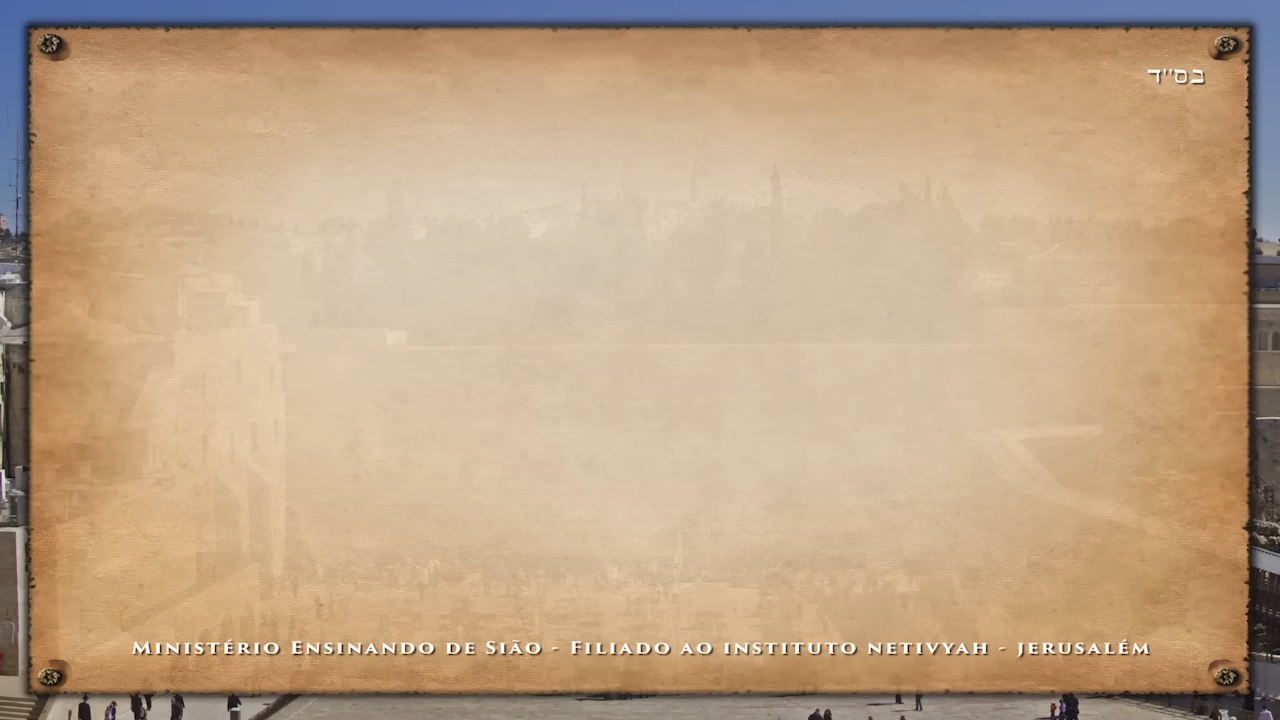 בס''ד
Ministério Ensinando de Sião - Filiado ao instituto netivyah - jerusalém